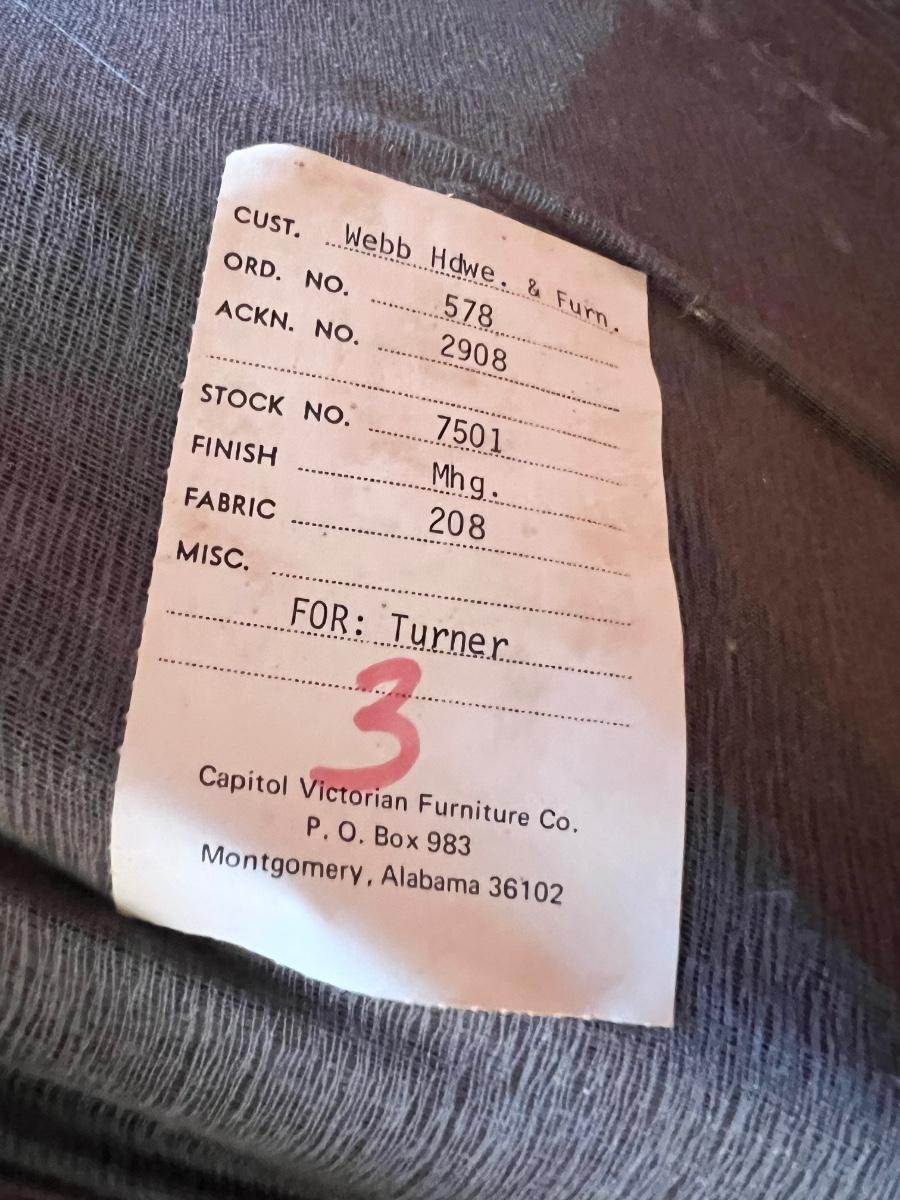 CUST. Webb Hdwe. & Furn.
ORD. NO. 578
ACKN. NO. 2908
STOCK NO. 7501
FINISH Mhg.
FABRIC 208
MISC.
FOR: Turner
3
Capitol Victorian Furniture Co.
P. O. Box 983
Montgomery, Alabama 36102